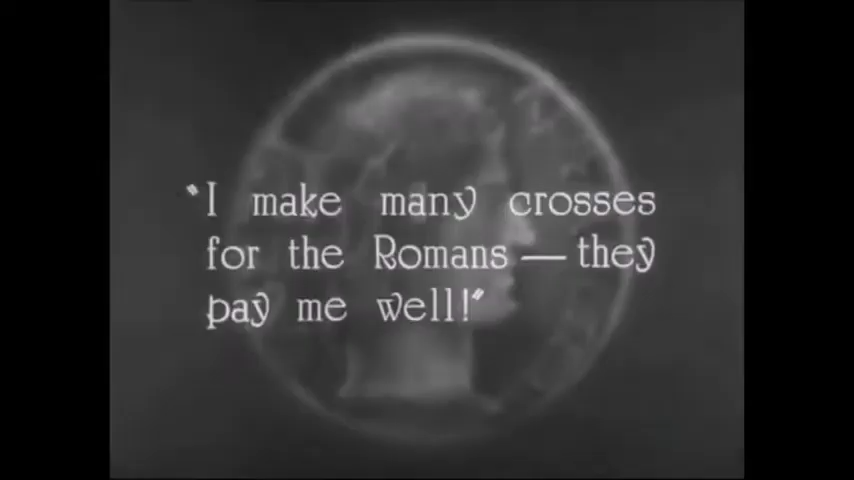 "I make many crosses
for the Romans — they
pay me well!"